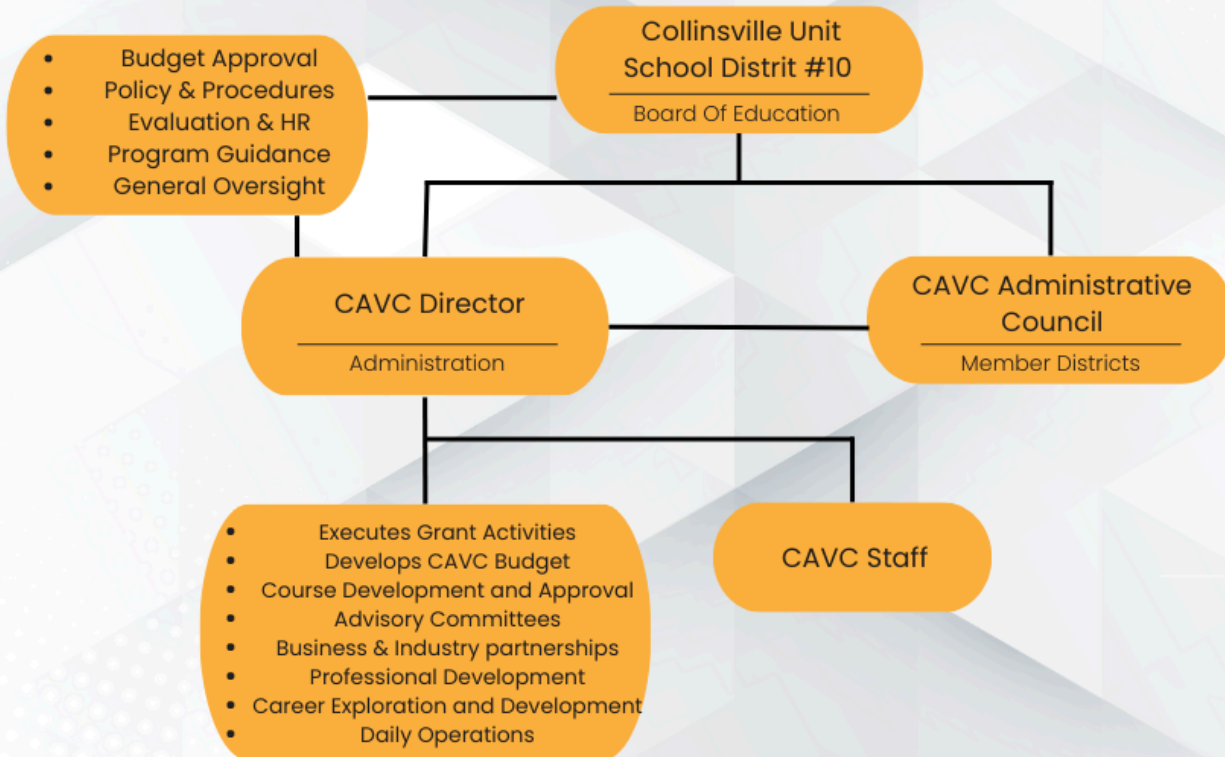 Collinsville Unit
School Distrit #10
Board Of Education
• Budget Approval
• Policy & Procedures
• Evaluation & HR
• Program Guidance
• General Oversight
CAVC Director
Administration
CAVC Administrative
Council
Member Districts
• Executes Grant Activities
• Develops CAVC Budget
• Course Development and Approval
• Advisory Committees
• Business & Industry partnerships
• Professional Development
• Career Exploration and Development
• Daily Operations
CAVC Staff